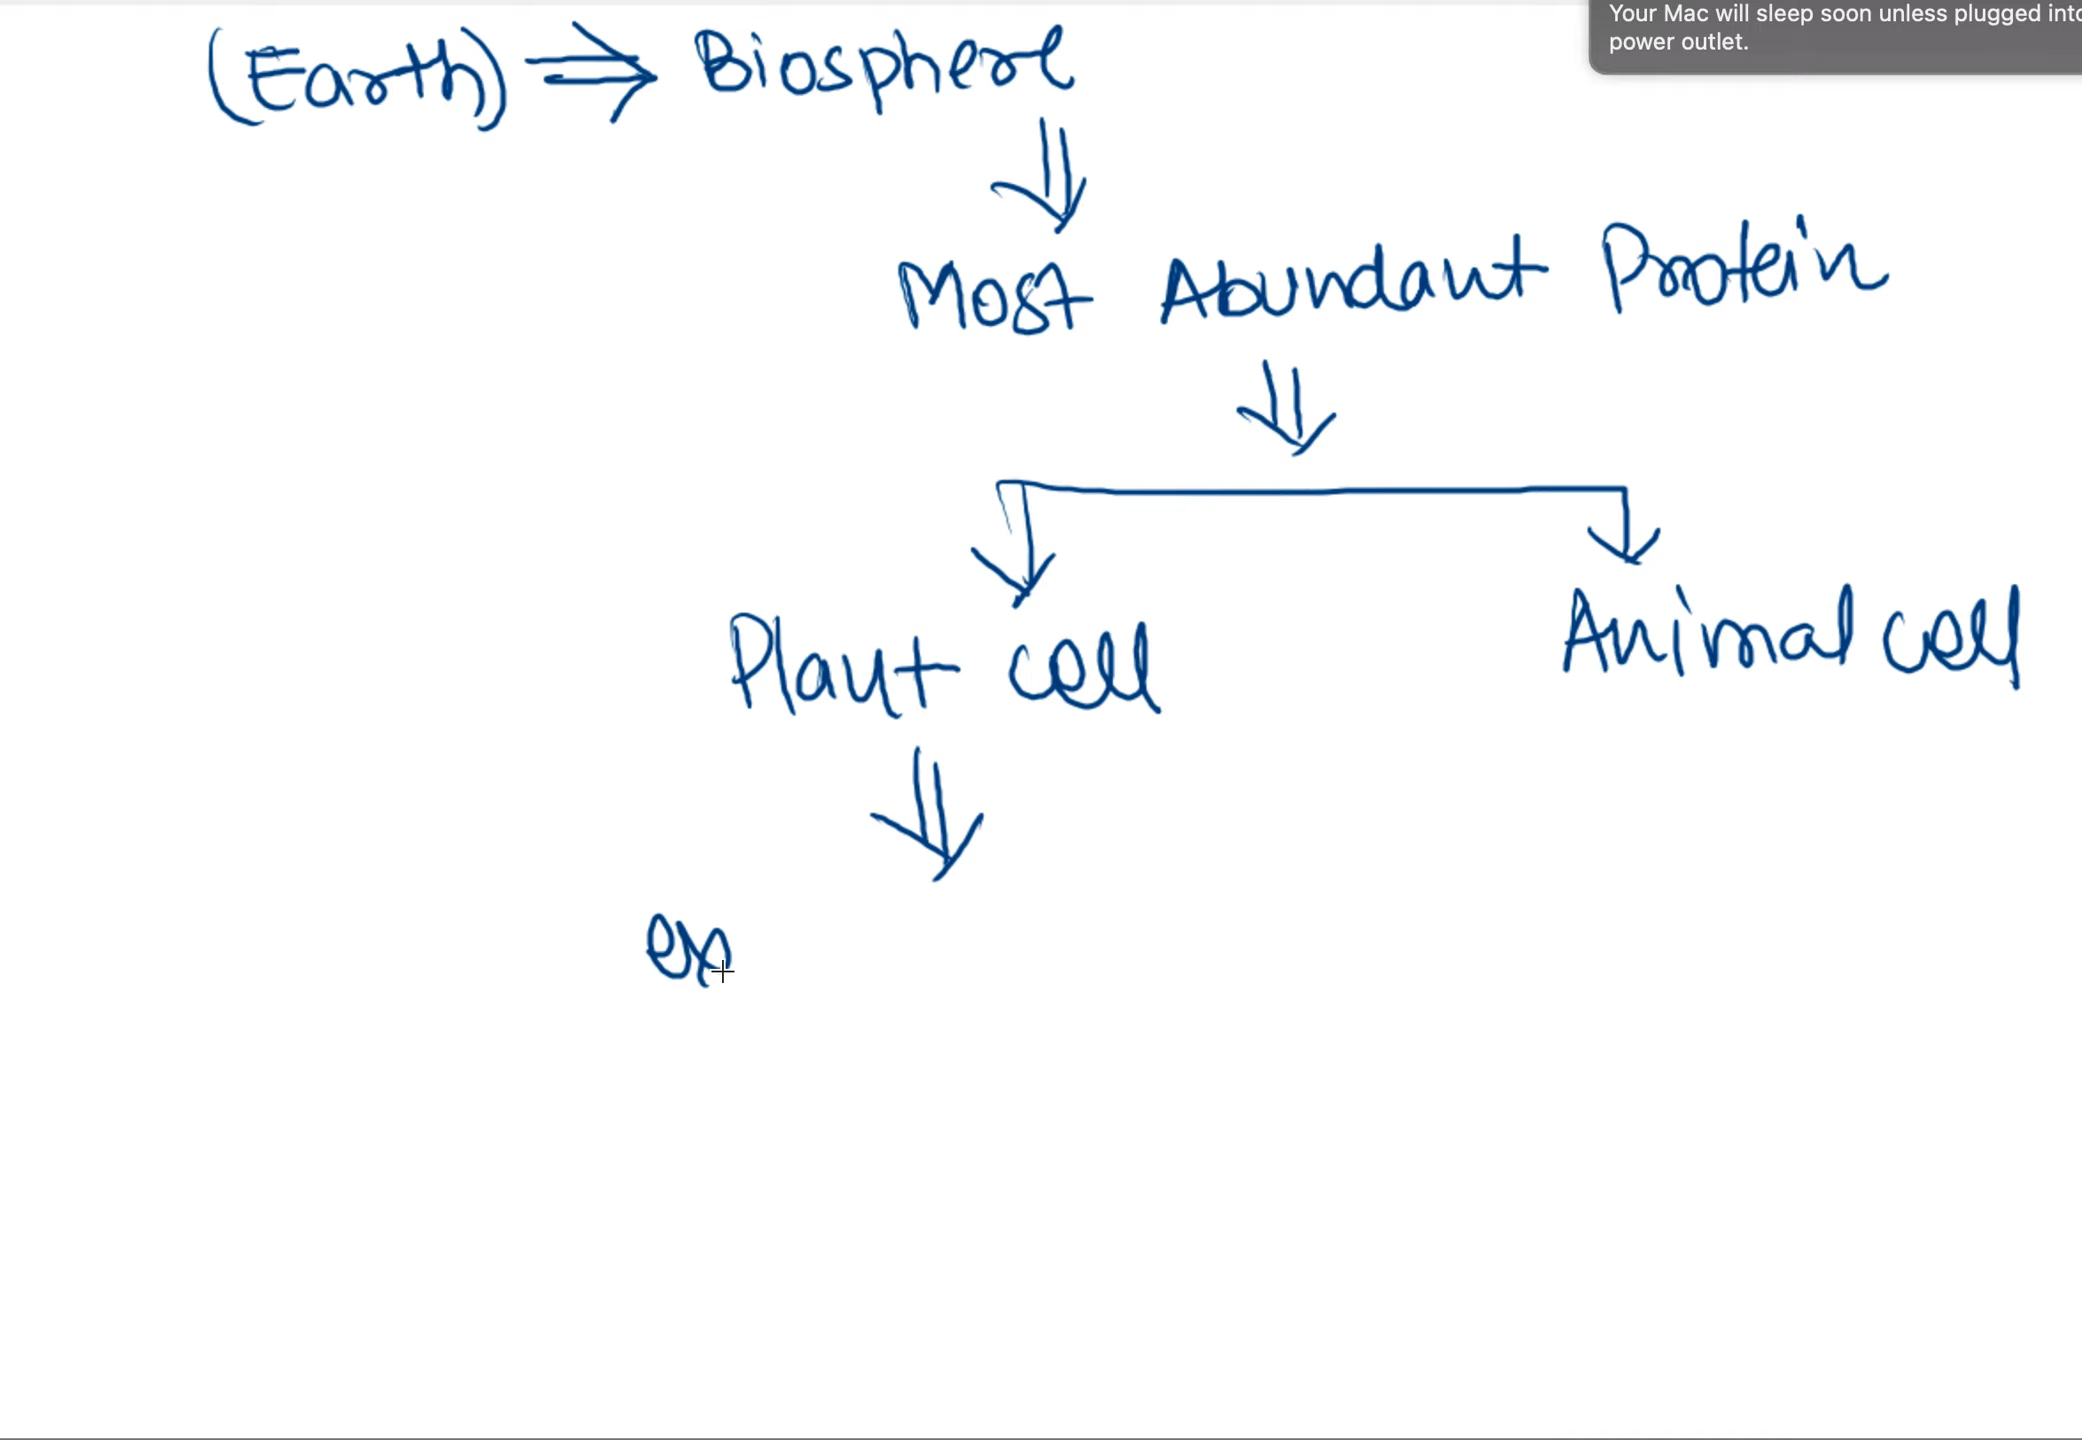 Your Mac will sleep soon unless plugged into
power outlet.
(Earth) ⇒ Biosphere
Most Abundant Protein
Plant cell
Animal cell
ex